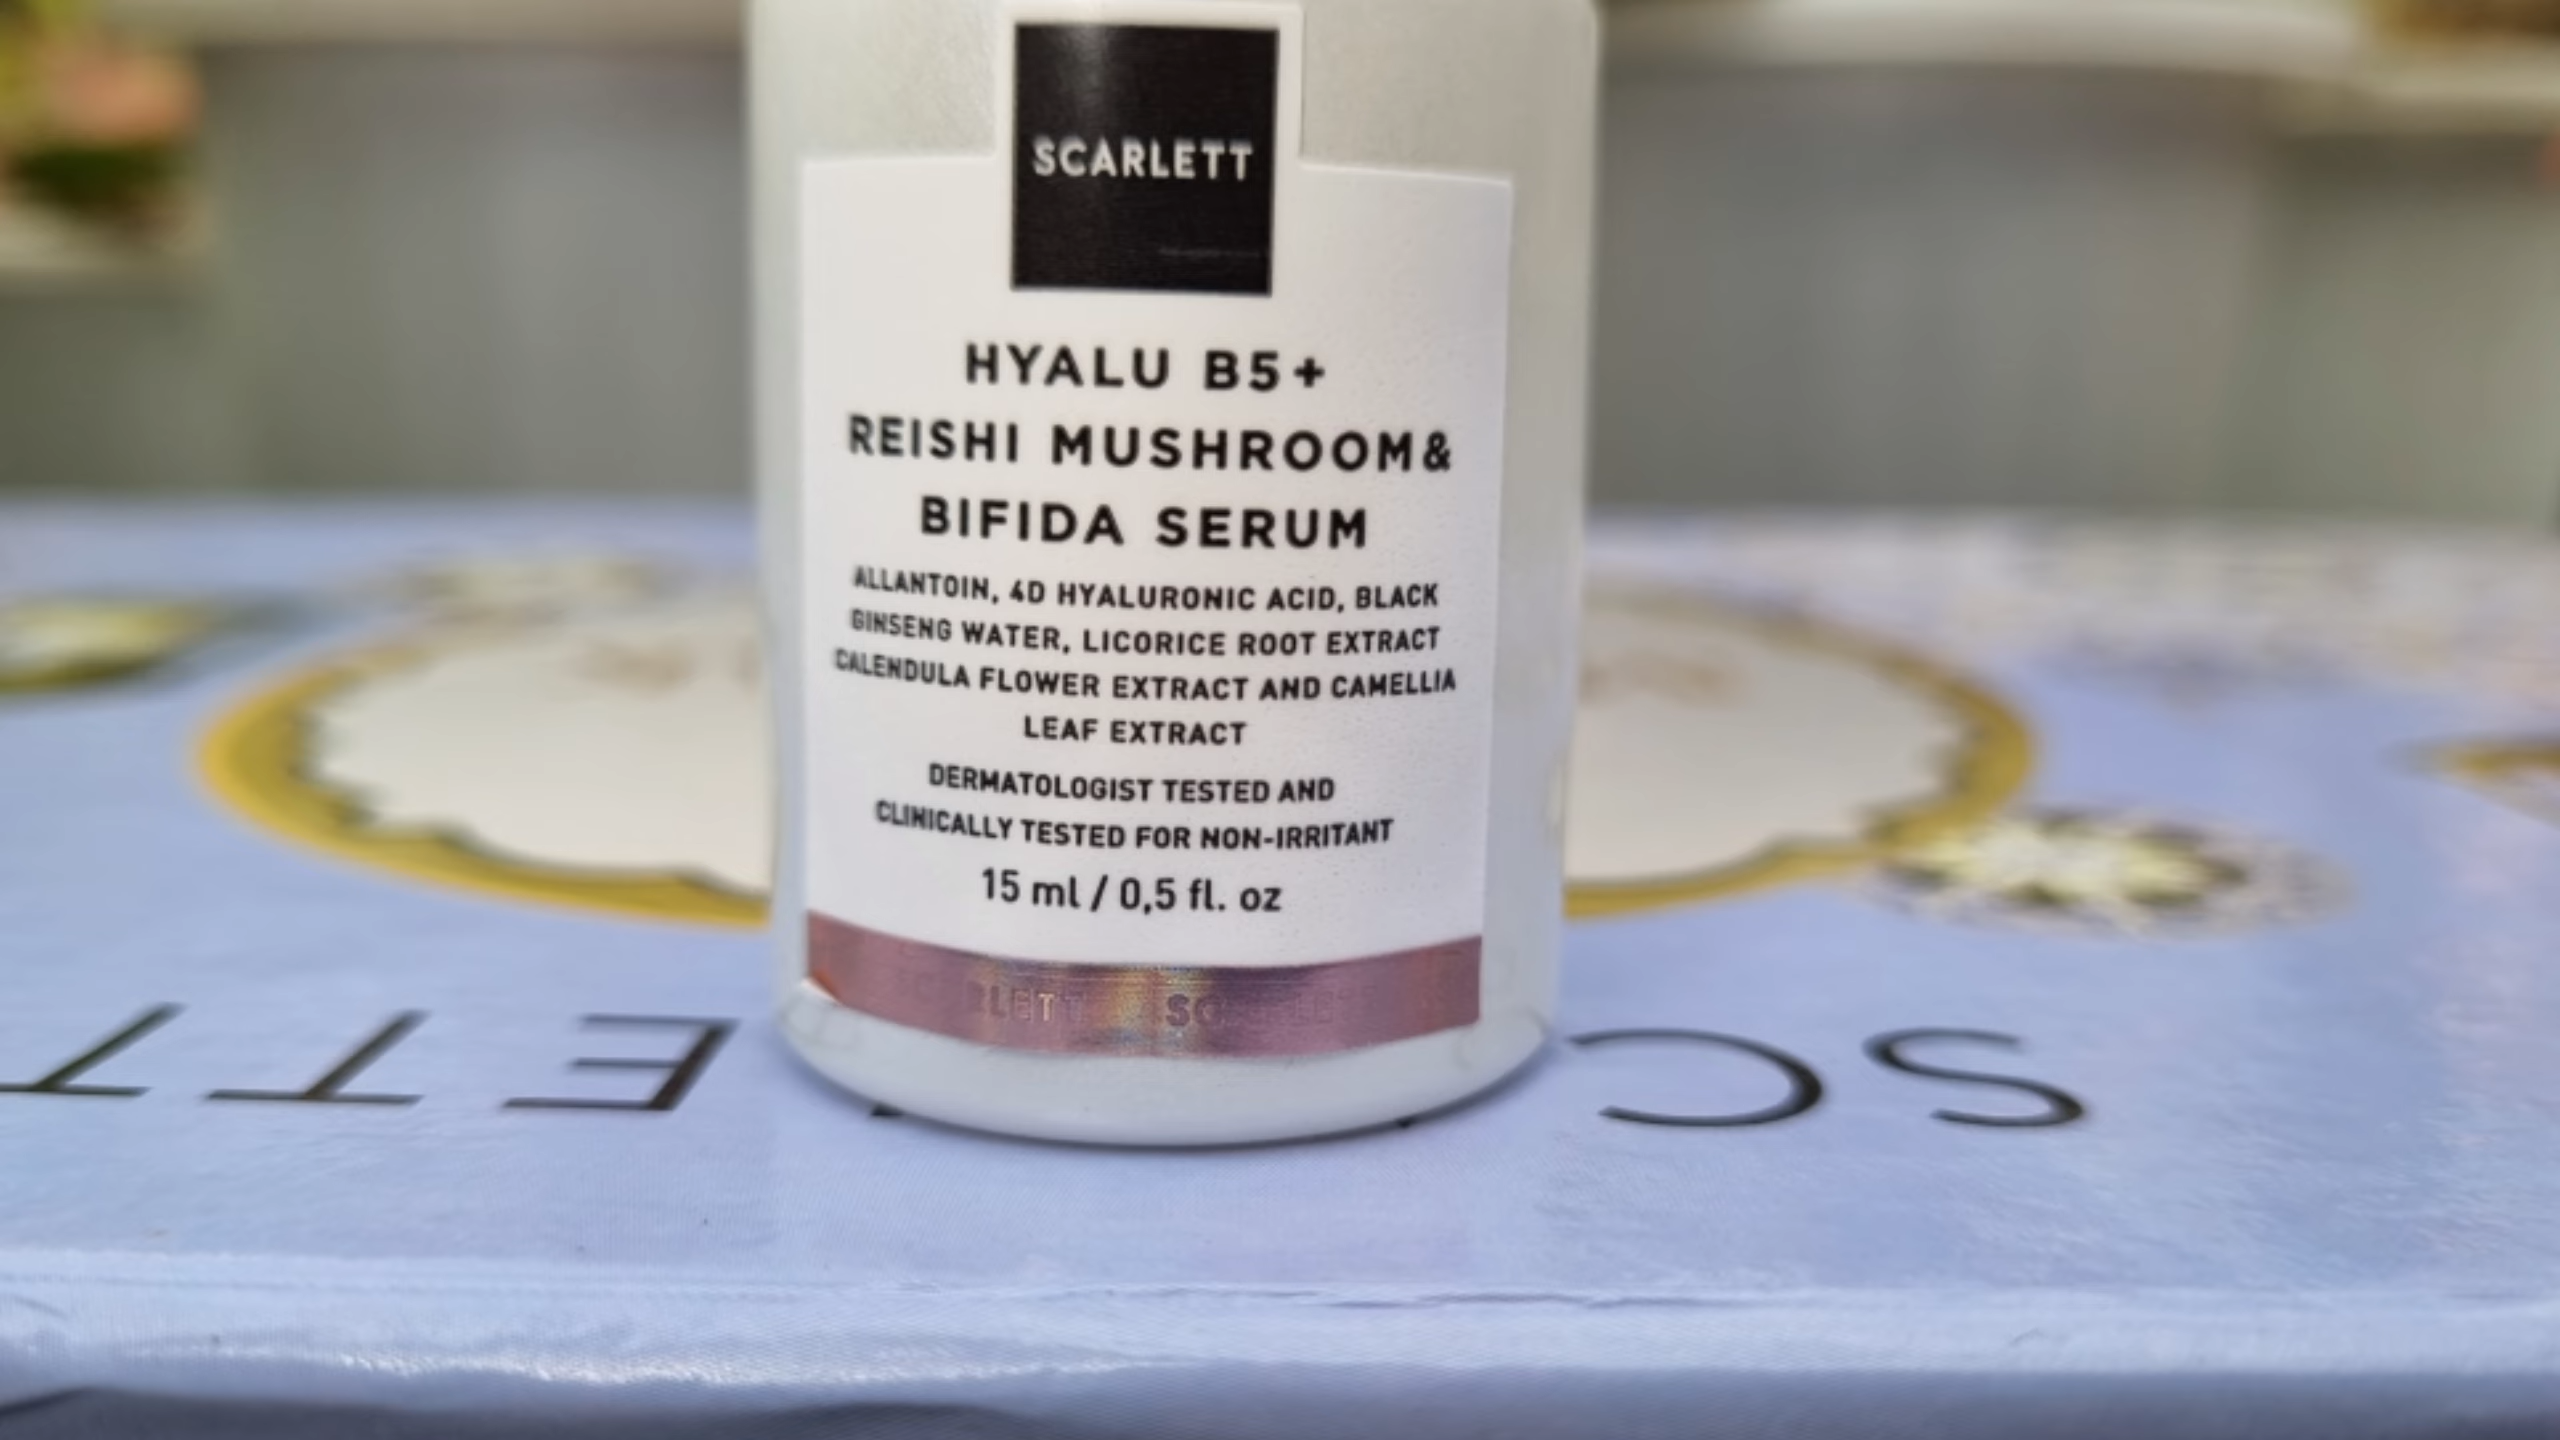 SCARLETT
HYALU B5+
REISHI MUSHROOM&
BIFIDA SERUM
ALLANTOIN, 4D HYALURONIC ACID, BLACK
GINSENG WATER, LICORICE ROOT EXTRACT
CALENDULA FLOWER EXTRACT AND CAMELLIA
LEAF EXTRACT
DERMATOLOGIST TESTED AND
CLINICALLY TESTED FOR NON-IRRITANT
15 ml / 0,5 fl. oz